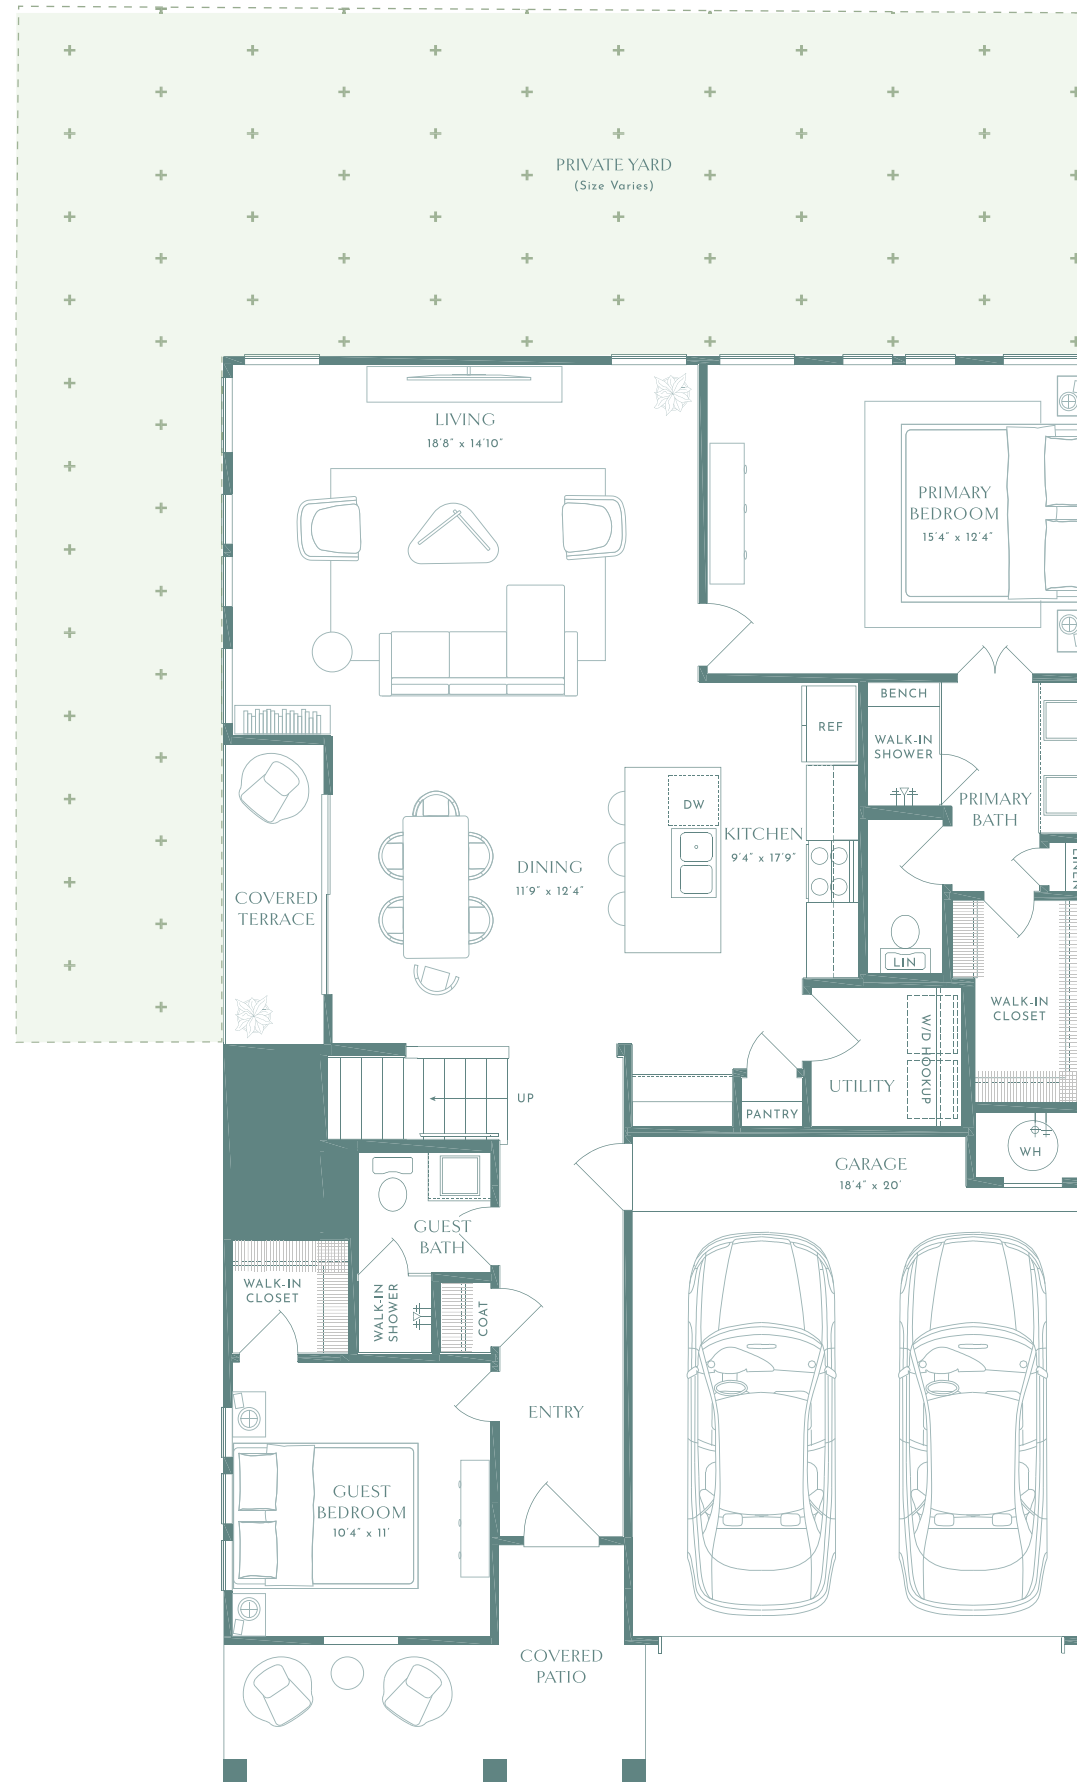 PRIVATE YARD
(Size Varies)
LIVING
18'8" x 14'10"
PRIMARY
BEDROOM
15'4" x 12'4"
BENCH
WALK-IN
SHOWER
REF
DW
KITCHEN
9'4" x 17'9"
PRIMARY
BATH
LINEN
DINING
11'9" x 12'4"
COVERED
TERRACE
LIN
WALK-IN
CLOSET
W/D HOOKUP
UTILITY
UP
PANTRY
WH
GARAGE
18'4" x 20'
GUEST
BATH
WALK-IN
CLOSET
WALK-IN
SHOWER
COAT
ENTRY
GUEST
BEDROOM
10'4" x 11'
COVERED
PATIO